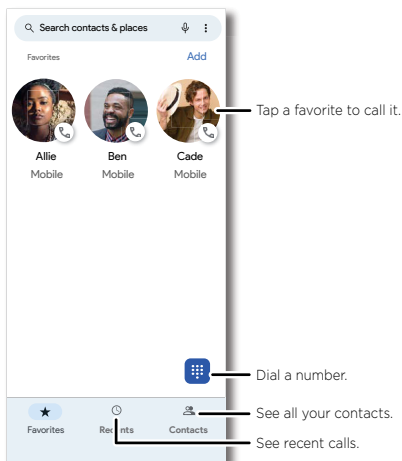 Search contacts & places
Favorites Add
Tap a favorite to call it.
Allie Ben Cade
Mobile Mobile Mobile
Dial a number.
See all your contacts.
Favorites Recents Contacts
See recent calls.